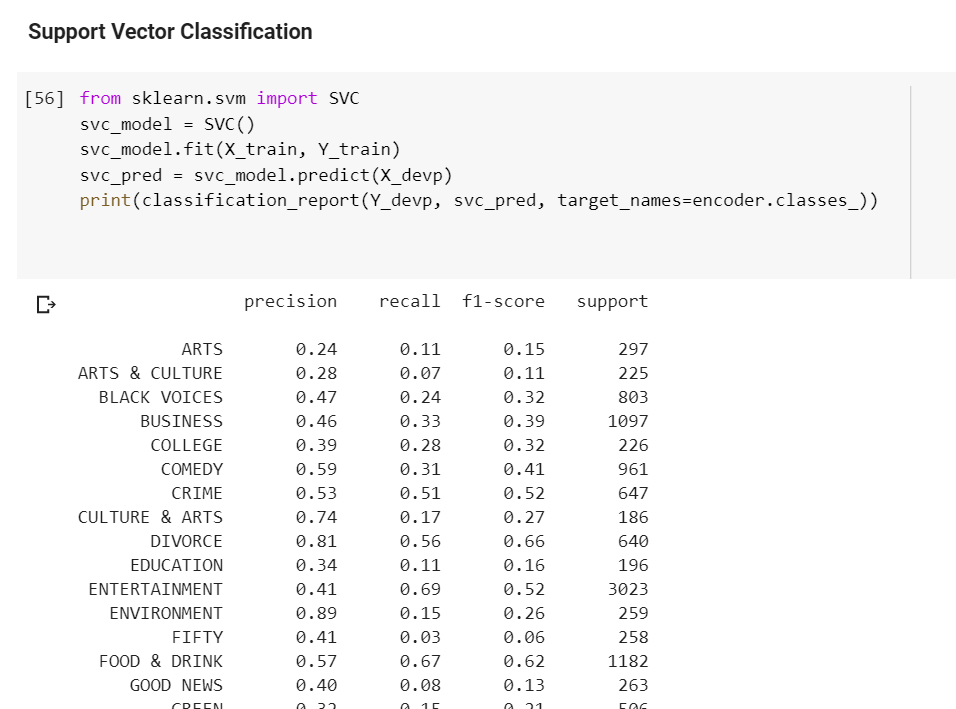 Support Vector Classification
[56] from sklearn.svm import SVC
svc_model = SVC()
svc_model.fit(X_train, Y_train)
svc_pred = svc_model.predict(X_devp)
print(classification_report(Y_devp, svc_pred, target_names=encoder.classes_))
precision recall f1-score support
ARTS 0.24 0.11 0.15 297
ARTS & CULTURE 0.28 0.07 0.11 225
BLACK VOICES 0.47 0.24 0.32 803
BUSINESS 0.46 0.33 0.39 1097
COLLEGE 0.39 0.28 0.32 226
COMEDY 0.59 0.31 0.41 961
CRIME 0.53 0.51 0.52 647
CULTURE & ARTS 0.74 0.17 0.27 186
DIVORCE 0.81 0.56 0.66 640
EDUCATION 0.34 0.11 0.16 196
ENTERTAINMENT 0.41 0.69 0.52 3023
ENVIRONMENT 0.89 0.15 0.26 259
FIFTY 0.41 0.03 0.06 258
FOOD & DRINK 0.57 0.67 0.62 1182
GOOD NEWS 0.40 0.08 0.13 263
GREEN